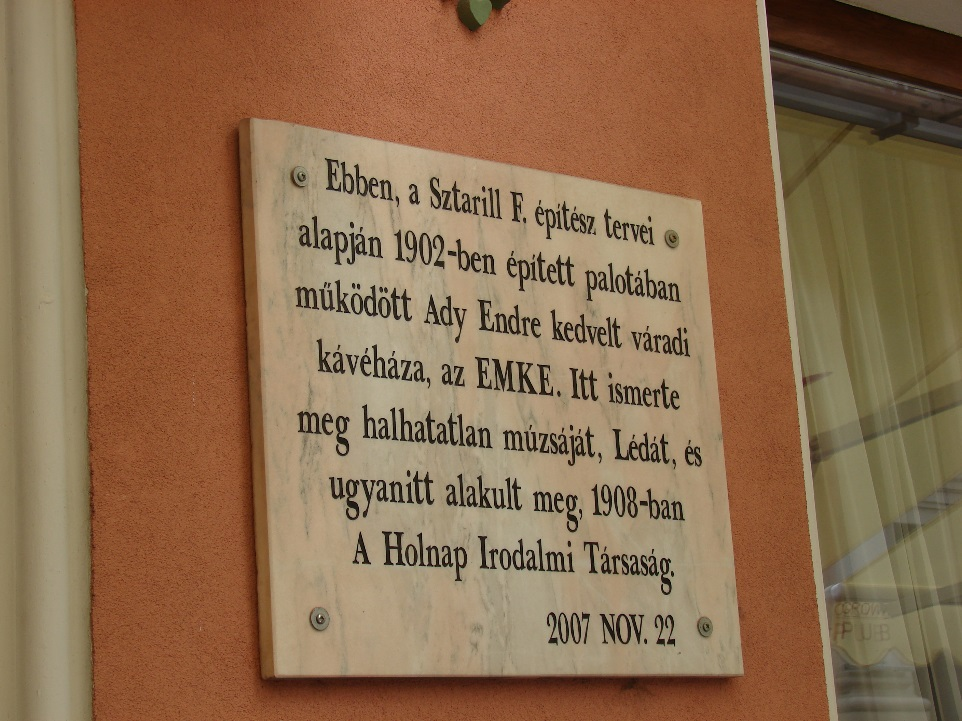 Ebben, a Sztarill F. építész tervei
alapján 1902-ben épített palotában
működött Ady Endre kedvelt váradi
kávéháza, az EMKE. Itt ismerte
meg halhatatlan múzsáját, Lédát, és
ugyanitt alakult meg, 1908-ban
A Holnap Irodalmi Társaság.
2007 NOV. 22